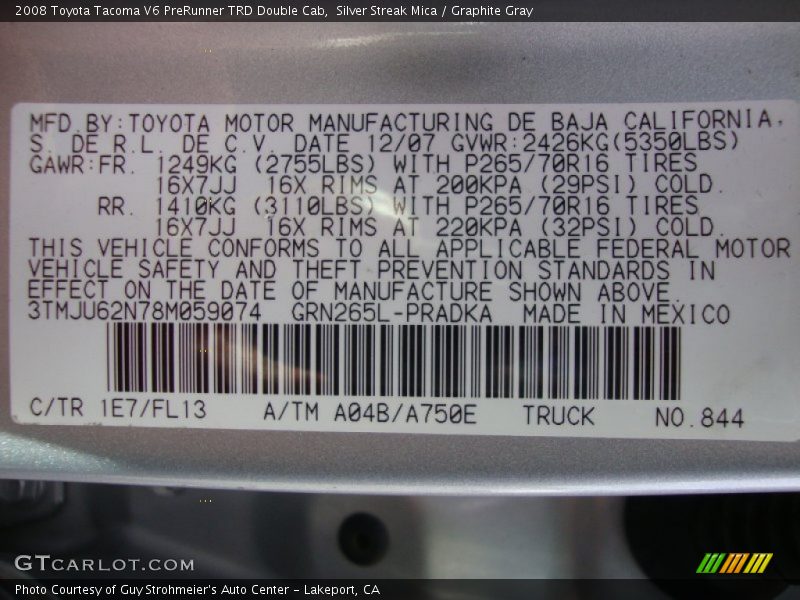 2008 Toyota Tacoma V6 PreRunner TRD Double Cab,  Silver Streak Mica / Graphite Gray
MFD.BY:TOYOTA MOTOR MANUFACTURING DE BAJA CALIFORNIA,
S. DE R.L. DE C.V. DATE 12/07 GVWR:2426KG(5350LBS)
GAWR:FR. 1249KG (2755LBS) WITH P265/70R16 TIRES
16X7JJ 16X RIMS AT 200KPA (29PSI) COLD.
RR. 1410KG (3110LBS) WITH P265/70R16 TIRES
16X7JJ 16X RIMS AT 220KPA (32PSI) COLD.
THIS VEHICLE CONFORMS TO ALL APPLICABLE FEDERAL MOTOR
VEHICLE SAFETY AND THEFT PREVENTION STANDARDS IN
EFFECT ON THE DATE OF MANUFACTURE SHOWN ABOVE.
3TMJU62N78M059074 GRN265L-PRADKA MADE IN MEXICO
C/TR 1E7/FL13 A/TM A04B/A750E TRUCK NO.844
GTCARLOT.COM
Photo Courtesy of Guy Strohmeier's Auto Center - Lakeport, CA